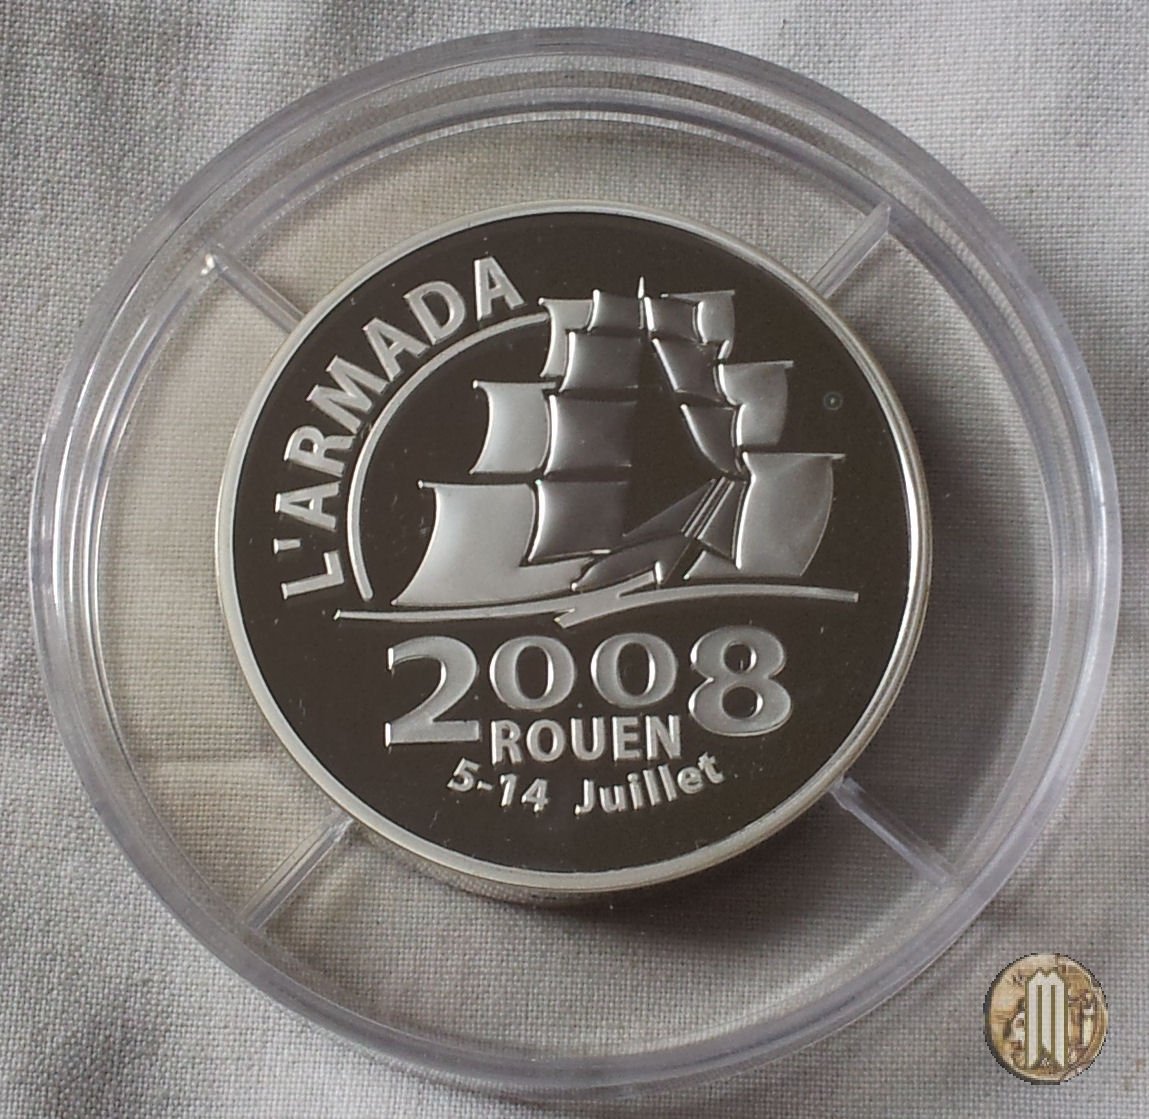 L'ARMADA
2008
ROUEN
5-14 Juillet
M